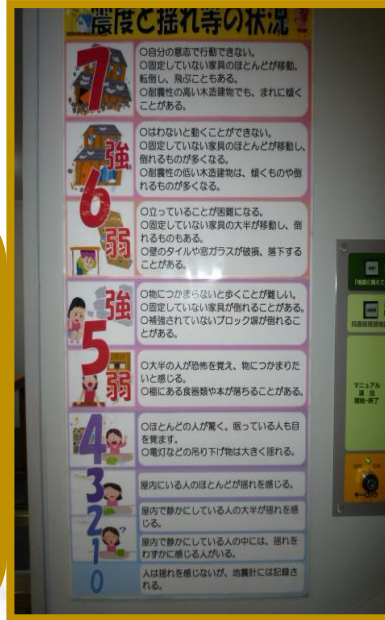 震度と揺れ等の状況
7
○自分の意志で行動できない。
○固定していない家具のほとんどが移動、
転倒し、飛ぶこともある。
○耐震性の高い木造建物でも、まれに傾く
ことがある。
6
強
○はわないと動くことができない。
○固定していない家具のほとんどが移動し、
倒れるものが多くなる。
○耐震性の低い木造建物は、傾くものや倒
れるものが多くなる。
弱
○立っていることが困難になる。
○固定していない家具の大半が移動し、倒
れるものもある。
○壁のタイルや窓ガラスが破損、落下する
ことがある。
5
強
○物につかまらないと歩くことが難しい。
○固定していない家具が倒れることがある。
○補強されていないブロック塀が倒れるこ
とがある。
弱
○大半の人が恐怖を覚え、物につかまりた
いと感じる。
○棚にある食器類や本が落ちることがある。
4
○ほとんどの人が驚く。眠っている人も目
を覚ます。
○電灯などの吊り下げ物は大きく揺れる。
3
屋内にいる人のほとんどが揺れを感じる。
2
屋内で静かにしている人の大半が揺れを感
じる。
1
屋内で静かにしている人の中には、揺れを
わずかに感じる人がいる。
0
人は揺れを感じないが、地震計には記録さ
れる。
マニュアル
開始・終了